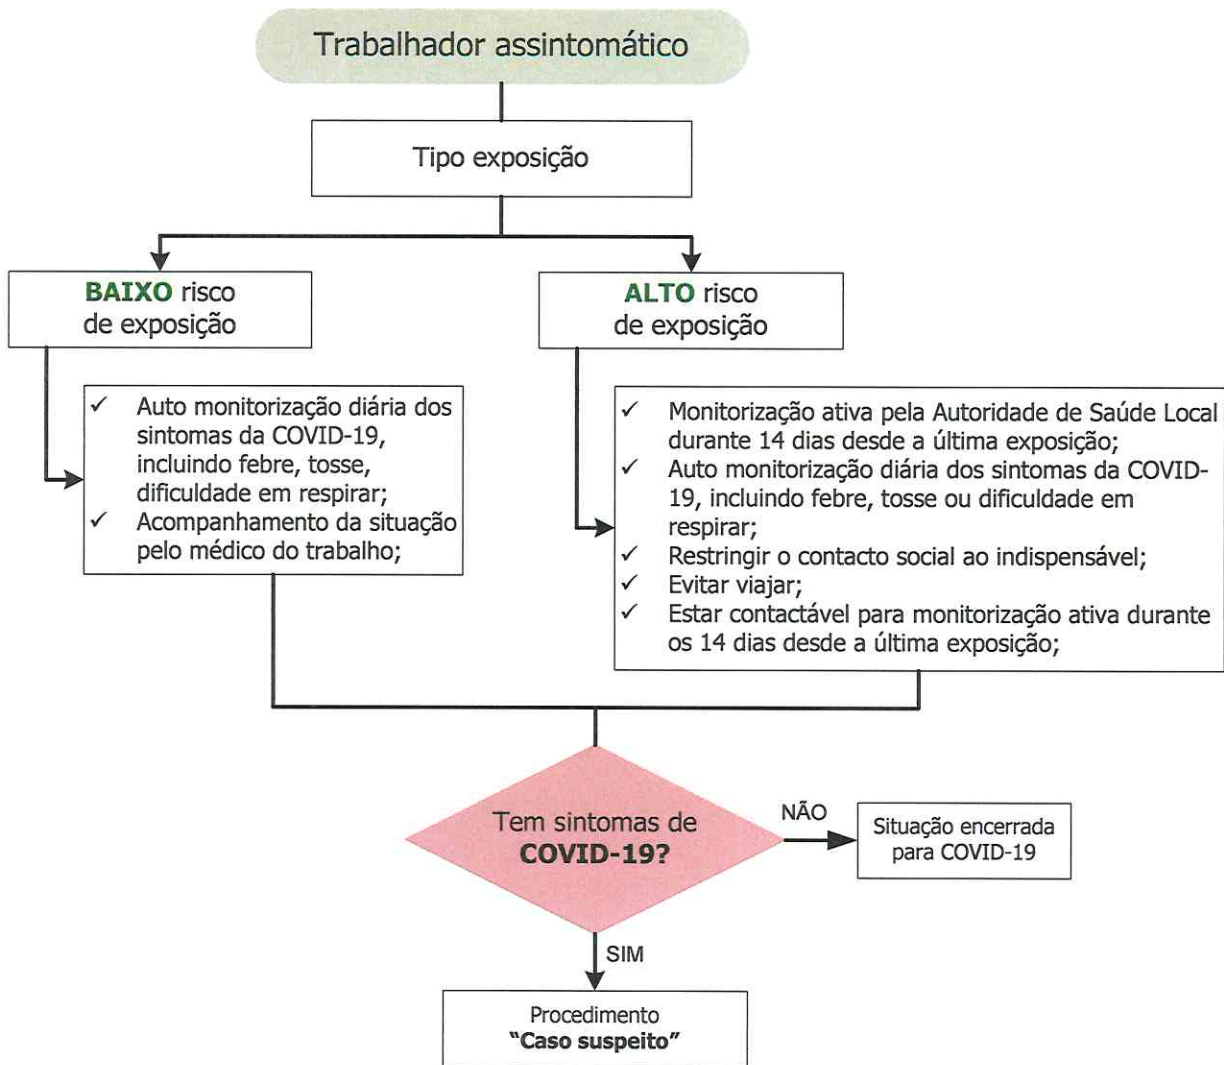 Trabalhador assintomático
Tipo exposição
BAIXO risco
de exposição
ALTO risco
de exposição
✓ Auto monitorização diária dos
sintomas da COVID-19,
incluindo febre, tosse,
dificuldade em respirar;
✓ Acompanhamento da situação
pelo médico do trabalho;
✓ Monitorização ativa pela Autoridade de Saúde Local
durante 14 dias desde a última exposição;
✓ Auto monitorização diária dos sintomas da COVID-
19, incluindo febre, tosse ou dificuldade em
respirar;
✓ Restringir o contacto social ao indispensável;
✓ Evitar viajar;
✓ Estar contactável para monitorização ativa durante
os 14 dias desde a última exposição;
Tem sintomas de
COVID-19?
NÃO
Situação encerrada
para COVID-19
SIM
Procedimento
"Caso suspeito"